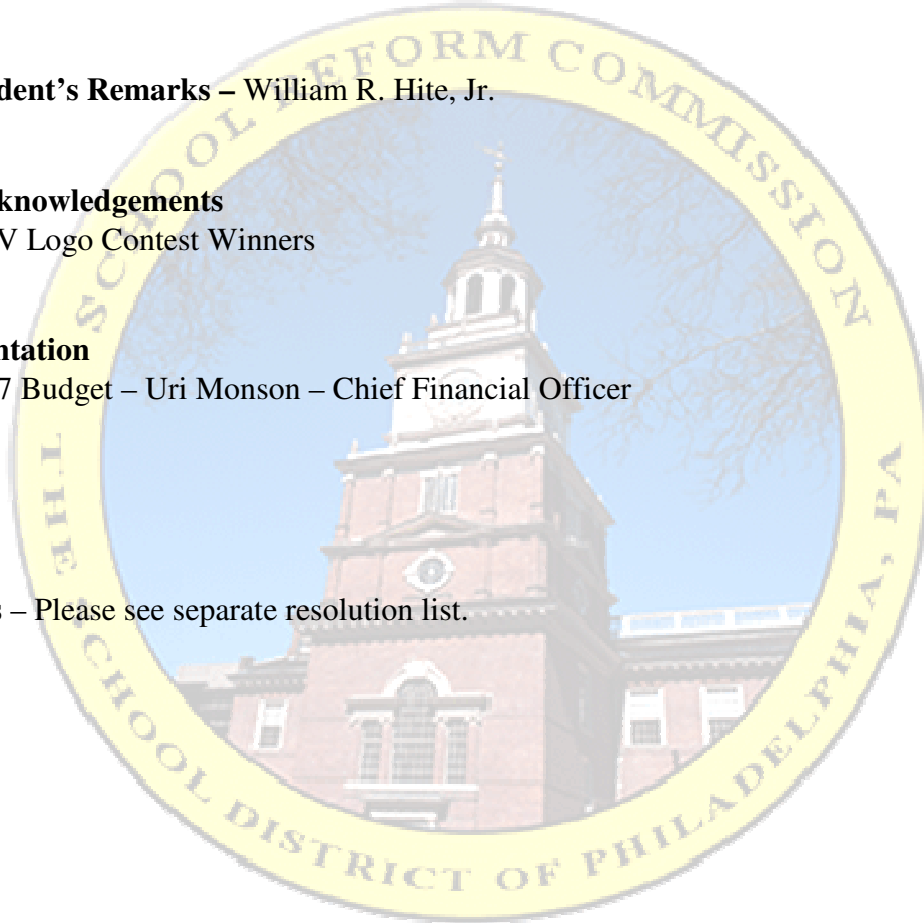 dent's Remarks – William R. Hite, Jr.
knowledgements
V Logo Contest Winners
ntation
7 Budget – Uri Monson – Chief Financial Officer
s – Please see separate resolution list.
SCHOOL REFORM COMMISSION
THE SCHOOL DISTRICT OF PHILADELPHIA, PA